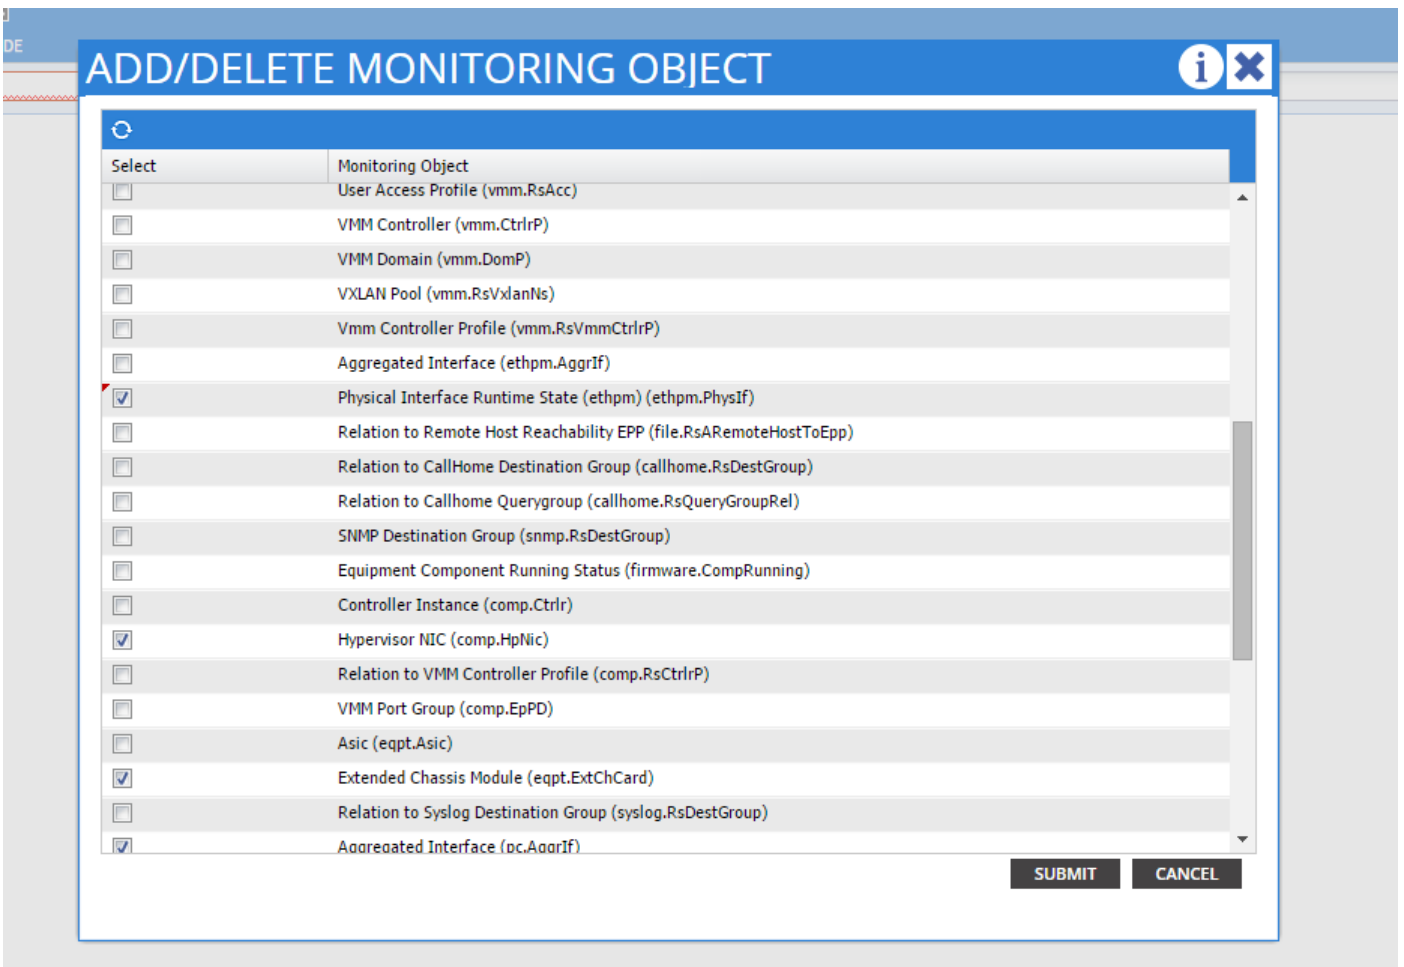 DE
ADD/DELETE MONITORING OBJECT
Select Monitoring Object
User Access Profile (vmm.RsAcc)
VMM Controller (vmm.CtrlrP)
VMM Domain (vmm.DomP)
VXLAN Pool (vmm.RsVxlanNs)
Vmm Controller Profile (vmm.RsVmmCtrlrP)
Aggregated Interface (ethpm.AggrIf)
Physical Interface Runtime State (ethpm) (ethpm.PhysIf)
Relation to Remote Host Reachability EPP (file.RsARemoteHostToEpp)
Relation to CallHome Destination Group (callhome.RsDestGroup)
Relation to Callhome Querygroup (callhome.RsQueryGroupRel)
SNMP Destination Group (snmp.RsDestGroup)
Equipment Component Running Status (firmware.CompRunning)
Controller Instance (comp.Ctrlr)
Hypervisor NIC (comp.HpNic)
Relation to VMM Controller Profile (comp.RsCtrlrP)
VMM Port Group (comp.EpPD)
Asic (eqpt.Asic)
Extended Chassis Module (eqpt.ExtChCard)
Relation to Syslog Destination Group (syslog.RsDestGroup)
Aggregated Interface (pc.AggrIf)
SUBMIT CANCEL